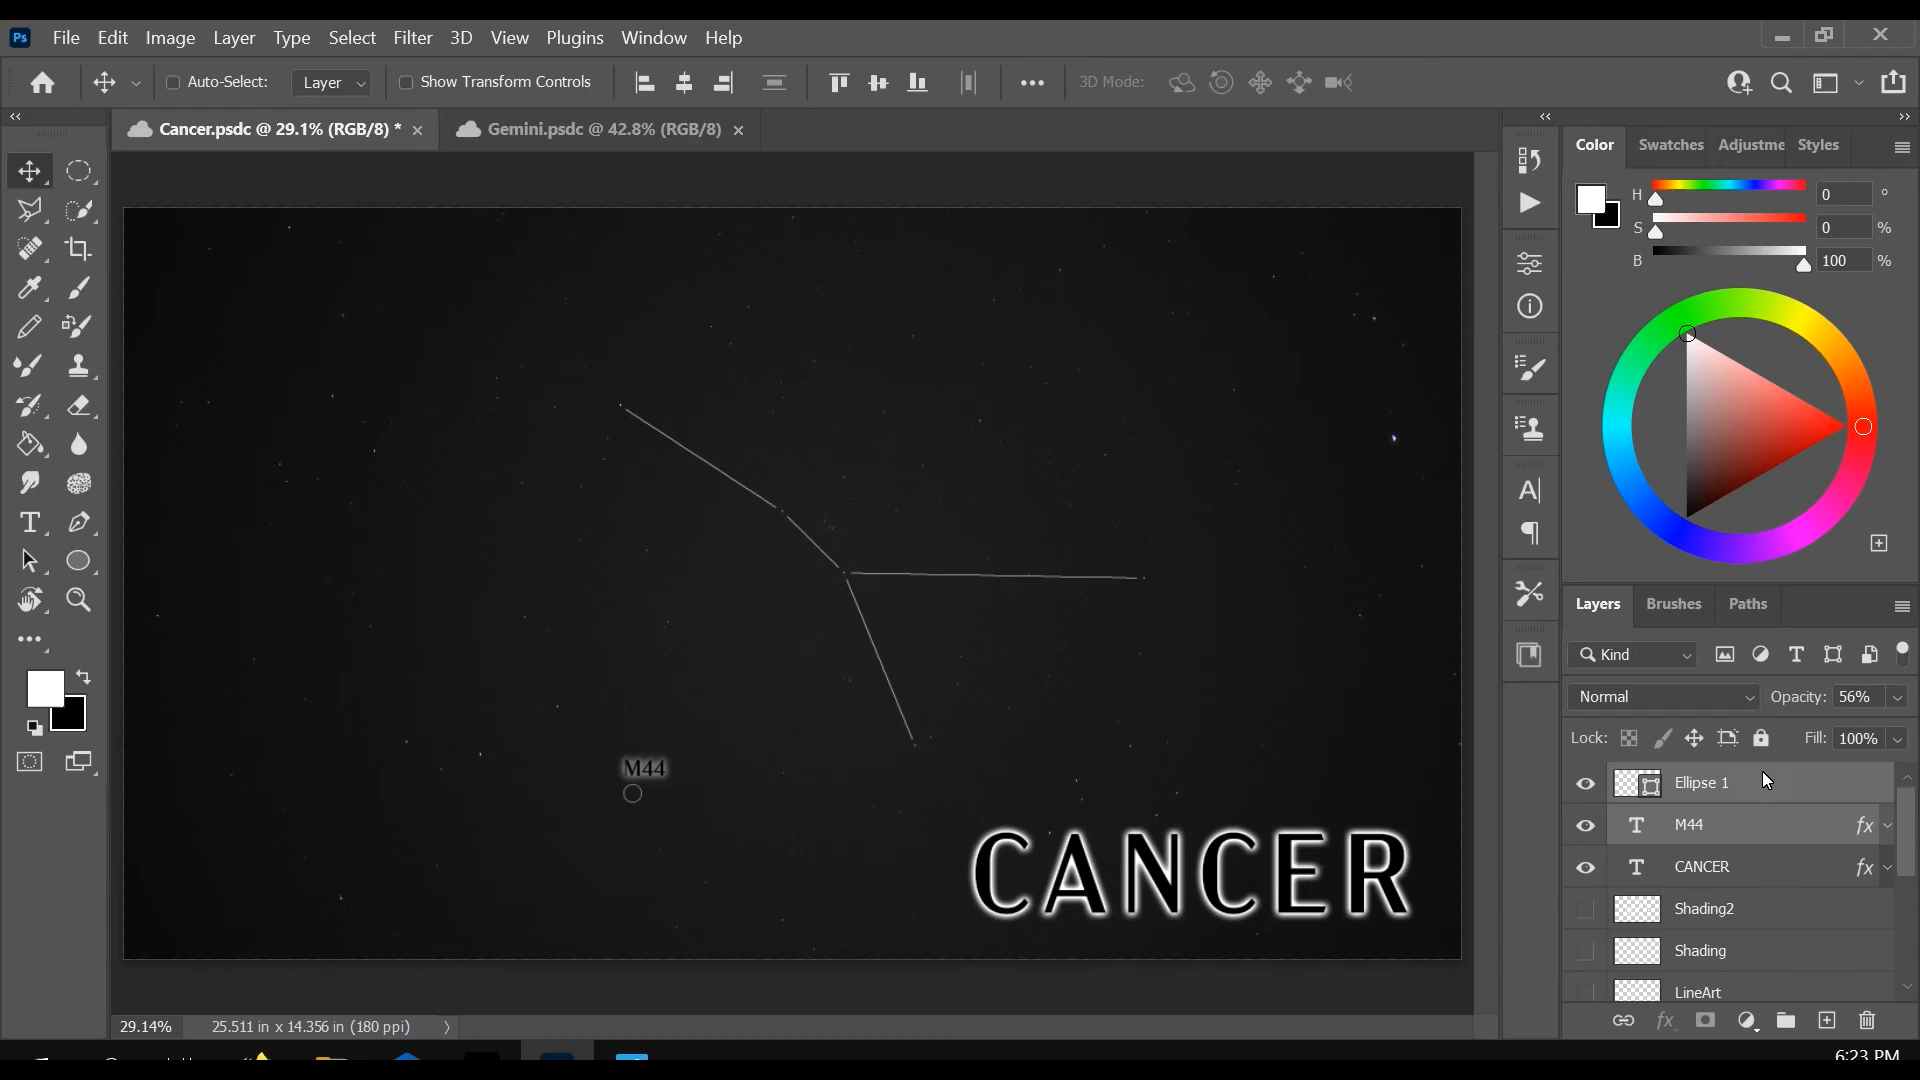 Ps File Edit Image Layer Type Select Filter 3D View Plugins Window Help
Auto-Select: Layer Show Transform Controls 3D Mode:
Cancer.psdc @ 29.1% (RGB/8) * Gemini.psdc @ 42.8% (RGB/8)
Color Swatches Adjustme Styles
H 0 °
S 0 %
B 100 %
M44
CANCER
Layers Brushes Paths
Kind
Normal Opacity: 56%
Lock: Fill: 100%
Ellipse 1
M44 fx
CANCER fx
Shading2
Shading
LineArt
fx
29.14% 25.511 in x 14.356 in (180 ppi)
6:23 PM